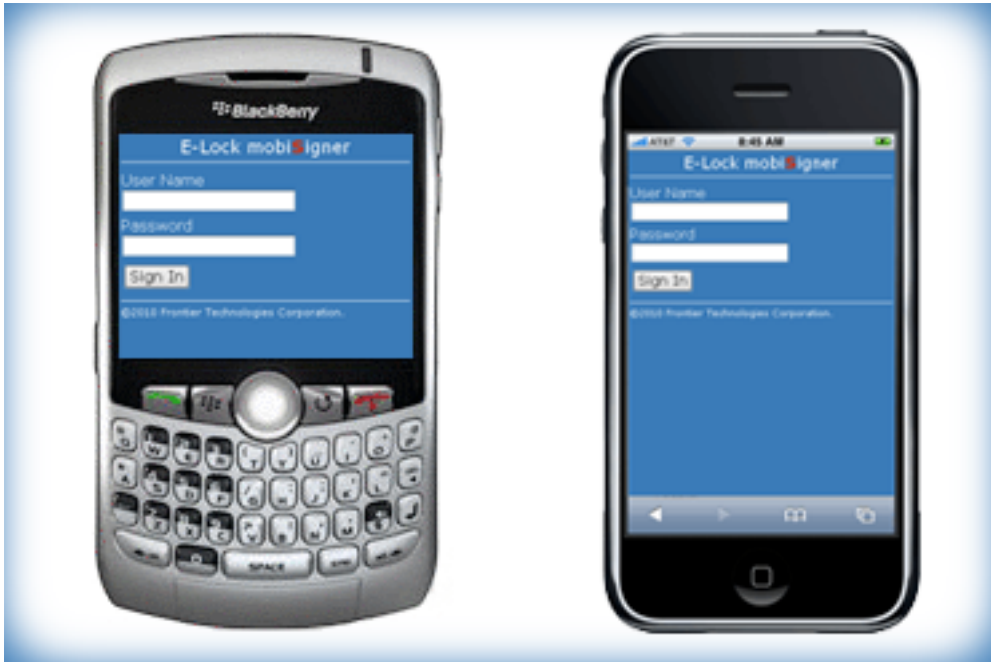 BlackBerry
E-Lock mobiSigner
User Name
Password
Sign In
©2010 Frontier Technologies Corporation.
SPACE
AT&T 8:45 AM
E-Lock mobiSigner
User Name
Password
Sign In
©2010 Frontier Technologies Corporation.